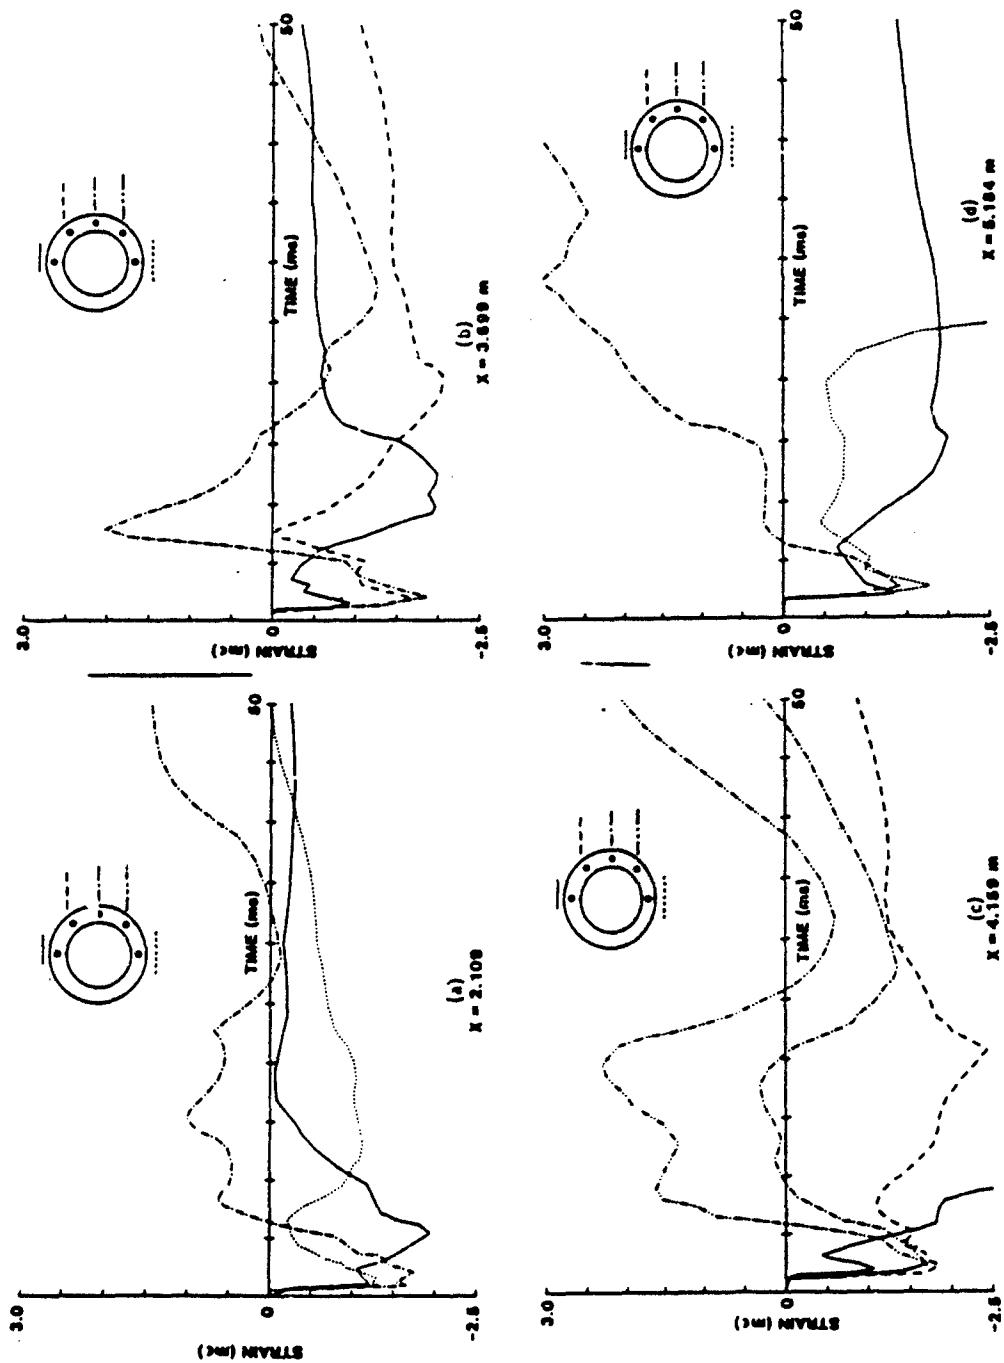 3.0
STRAIN (mε)
0
-2.5
50
TIME (ms)
(a)
X = 2.109
3.0
STRAIN (mε)
0
-2.5
50
TIME (ms)
(b)
X = 3.699 m
3.0
STRAIN (mε)
0
-2.5
50
TIME (ms)
(c)
X = 4.159 m
3.0
STRAIN (mε)
0
-2.5
50
TIME (ms)
(d)
X = 5.184 m